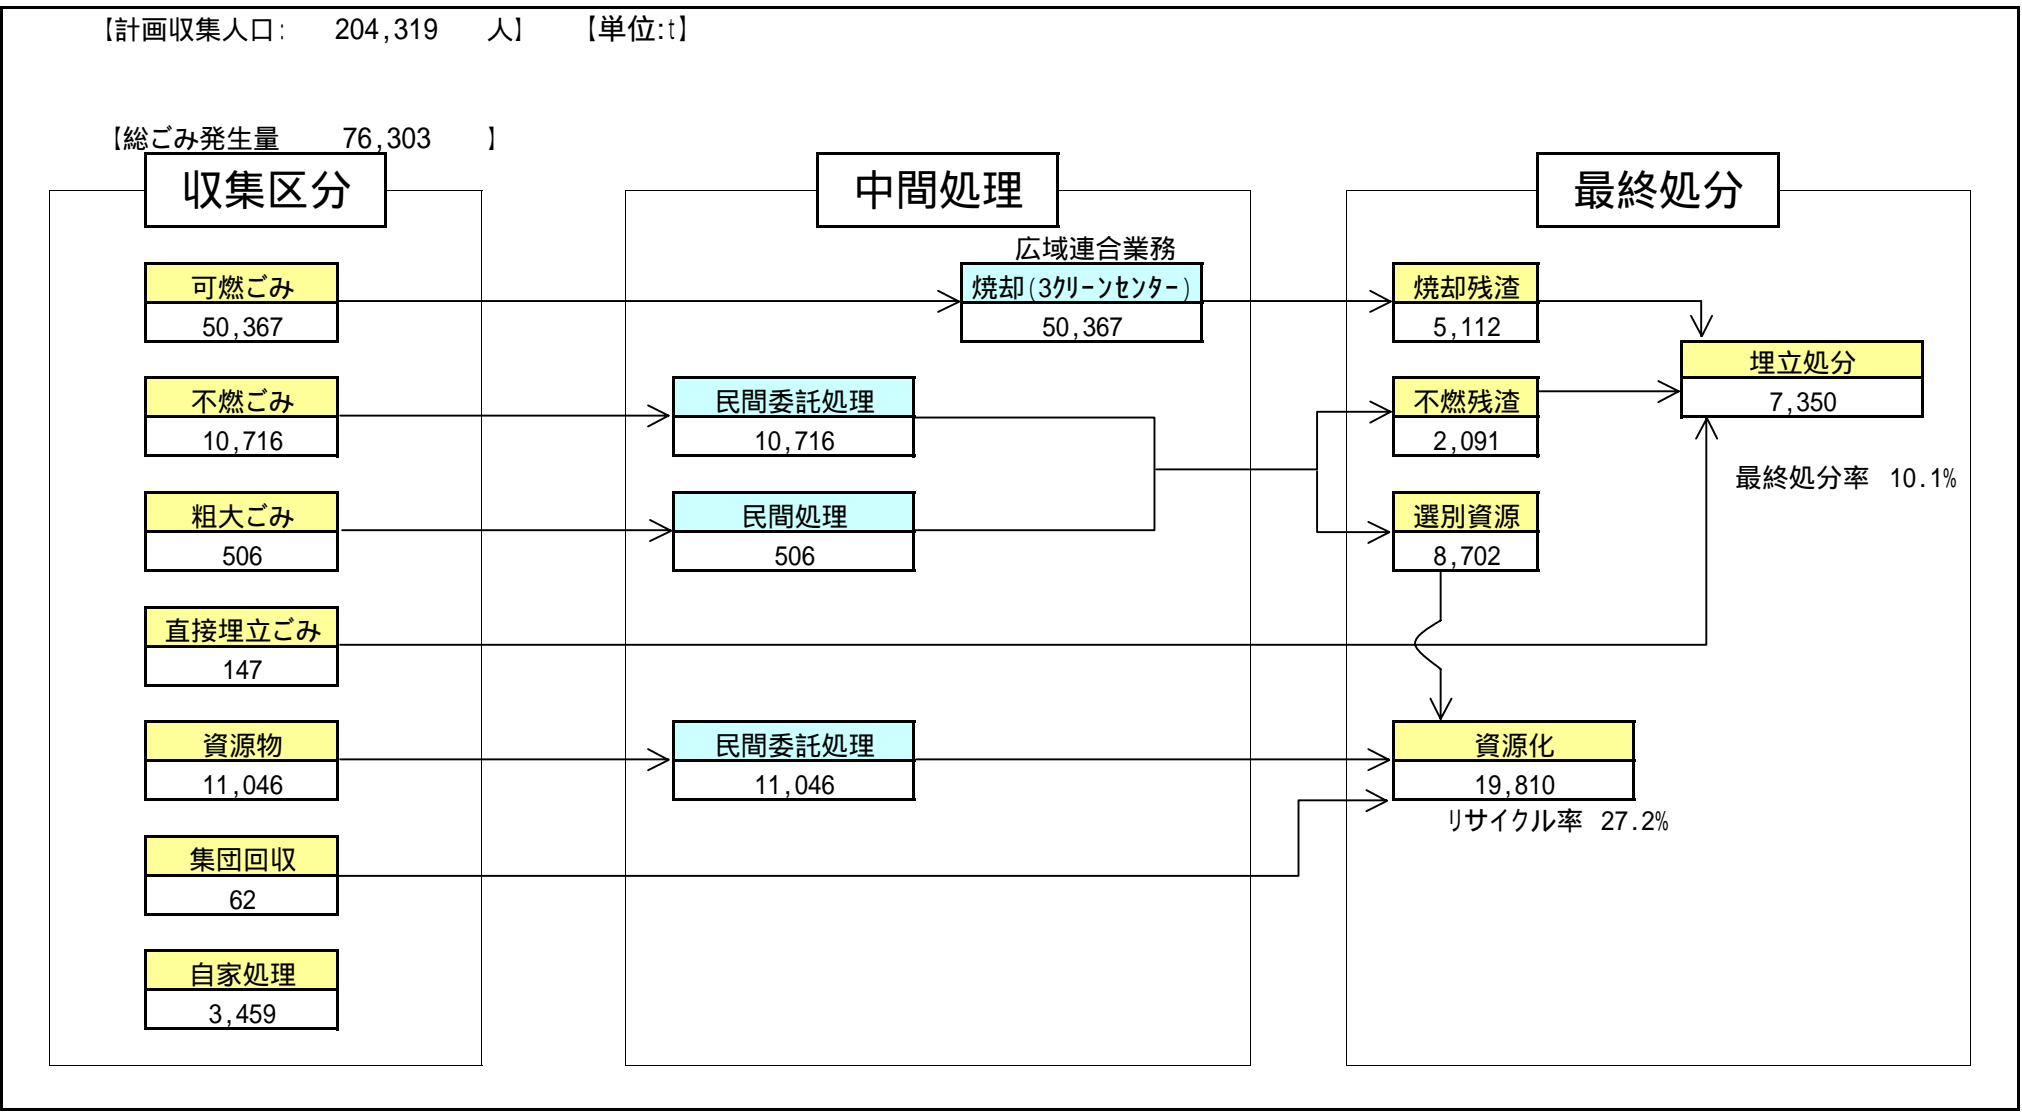 【計画収集人口: 204,319 人】 【単位:t】
【総ごみ発生量 76,303 】
収集区分
可燃ごみ
50,367
不燃ごみ
10,716
粗大ごみ
506
直接埋立ごみ
147
資源物
11,046
集団回収
62
自家処理
3,459
中間処理
広域連合業務
焼却(3ｸﾘｰﾝｾﾝﾀｰ)
50,367
民間委託処理
10,716
民間処理
506
民間委託処理
11,046
最終処分
焼却残渣
5,112
不燃残渣
2,091
選別資源
8,702
埋立処分
7,350
最終処分率 10.1%
資源化
19,810
リサイクル率 27.2%